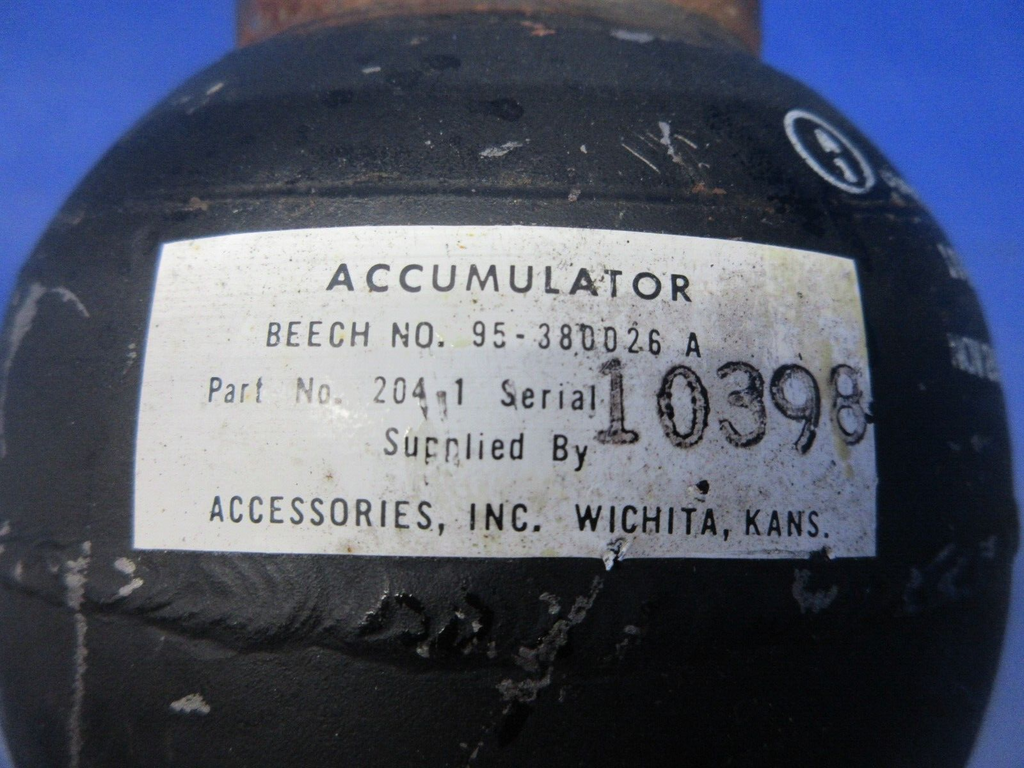 ACCUMULATOR
BEECH NO. 95-380026 A
Part No. 204-1 Serial 10398
Supplied By
ACCESSORIES, INC. WICHITA, KANS.